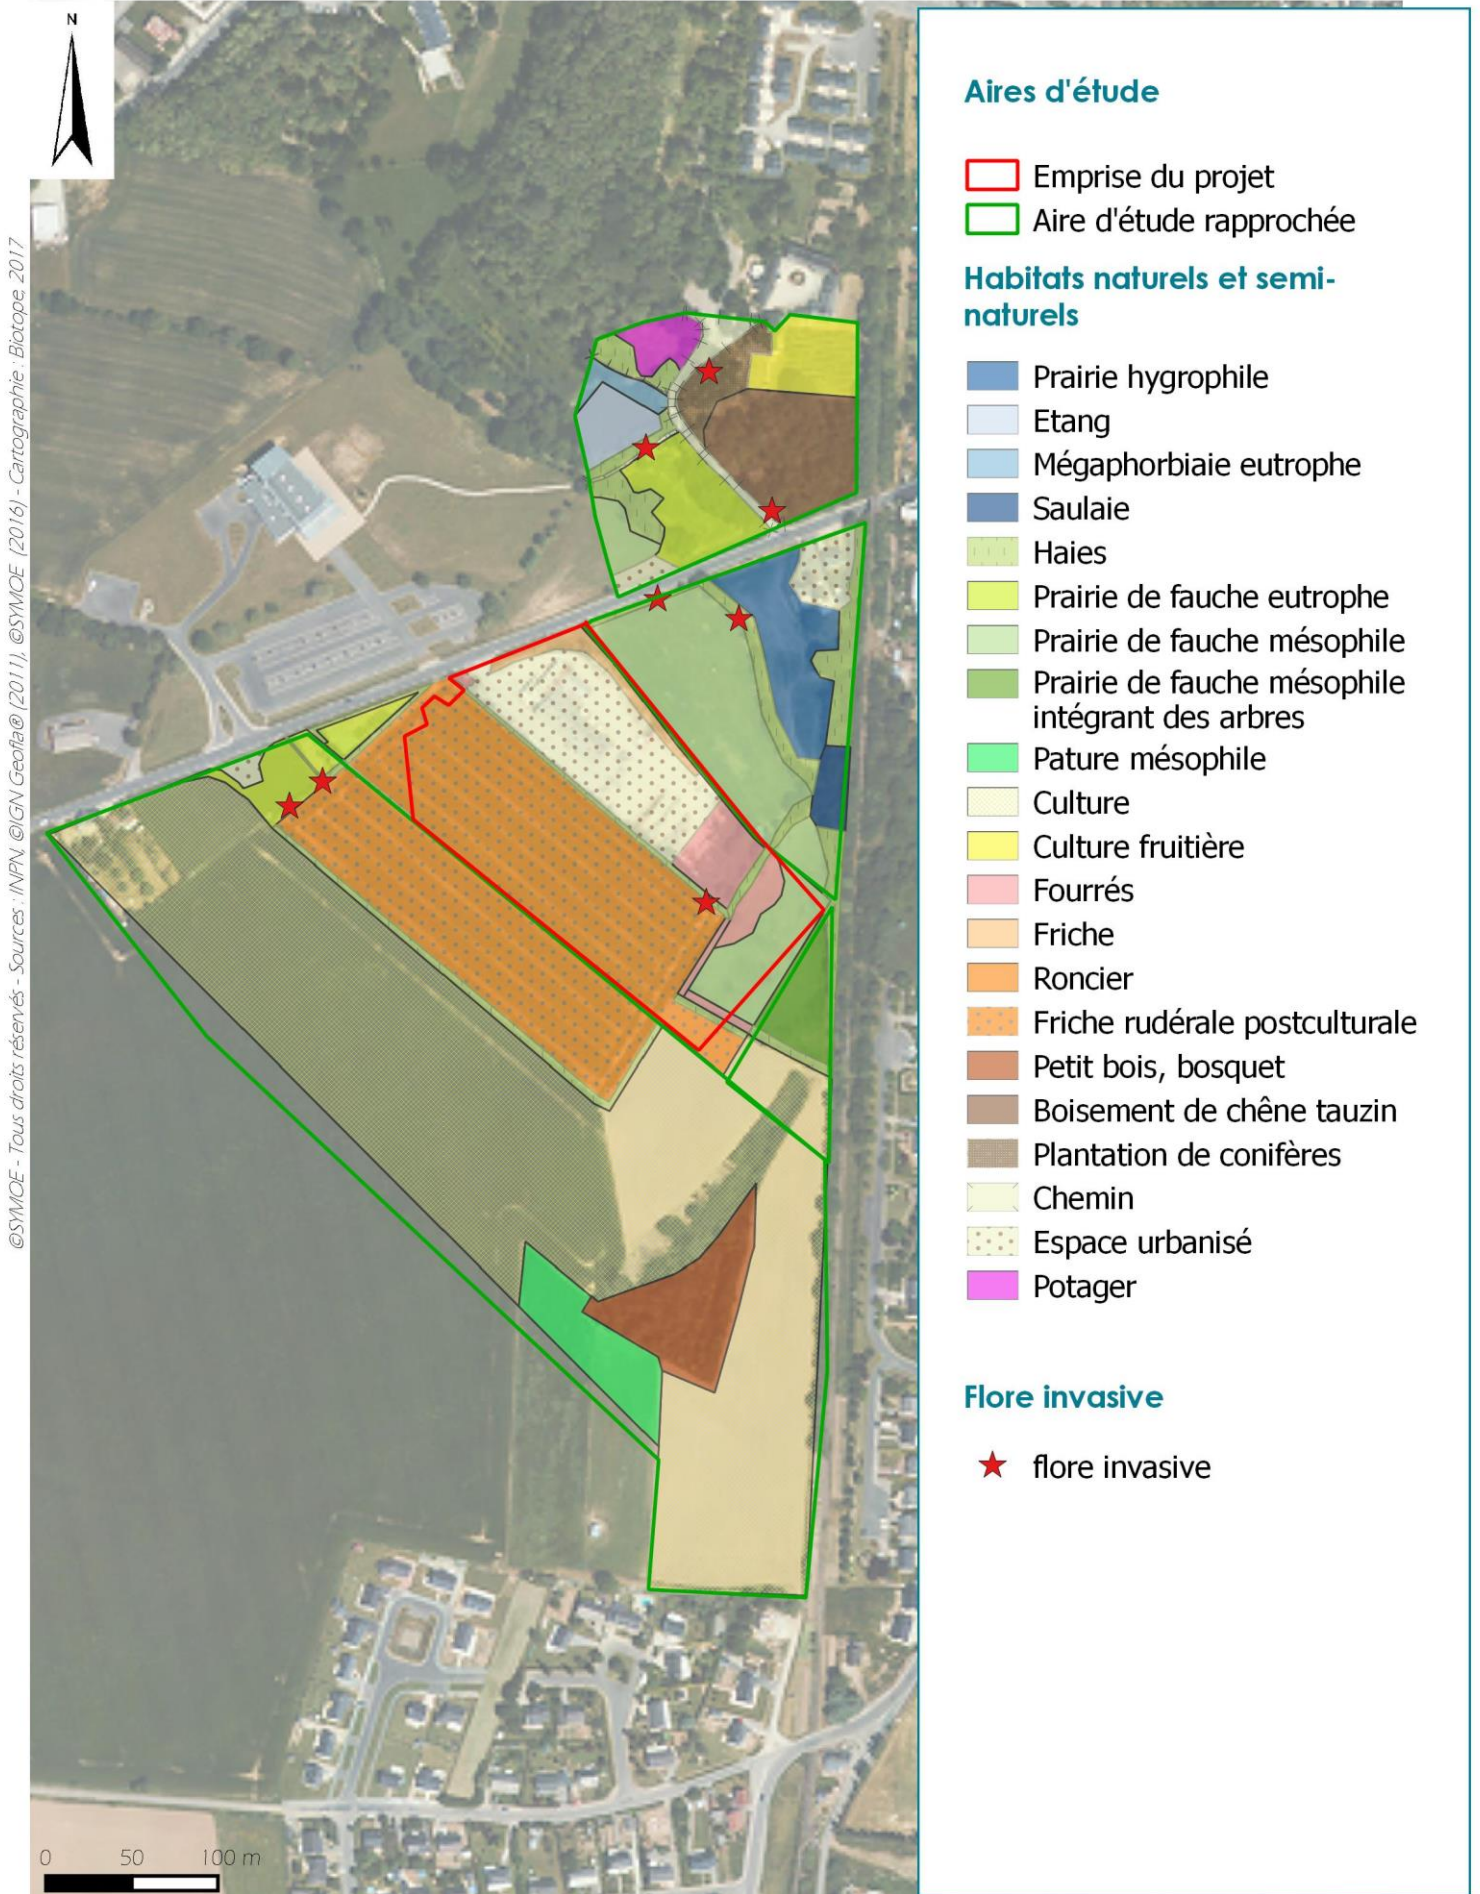 N
©SYMOE - Tous droits réservés - Sources : INPN, ©IGN Geofla® (2011), ©SYMOE (2016) - Cartographie : Biotope, 2017
0 50 100 m
Aires d'étude
Emprise du projet
Aire d'étude rapprochée
Habitats naturels et semi-
naturels
Prairie hygrophile
Etang
Mégaphorbiaie eutrophe
Saulaie
Haies
Prairie de fauche eutrophe
Prairie de fauche mésophile
Prairie de fauche mésophile
intégrant des arbres
Pature mésophile
Culture
Culture fruitière
Fourrés
Friche
Roncier
Friche rudérale postculturale
Petit bois, bosquet
Boisement de chêne tauzin
Plantation de conifères
Chemin
Espace urbanisé
Potager
Flore invasive
flore invasive